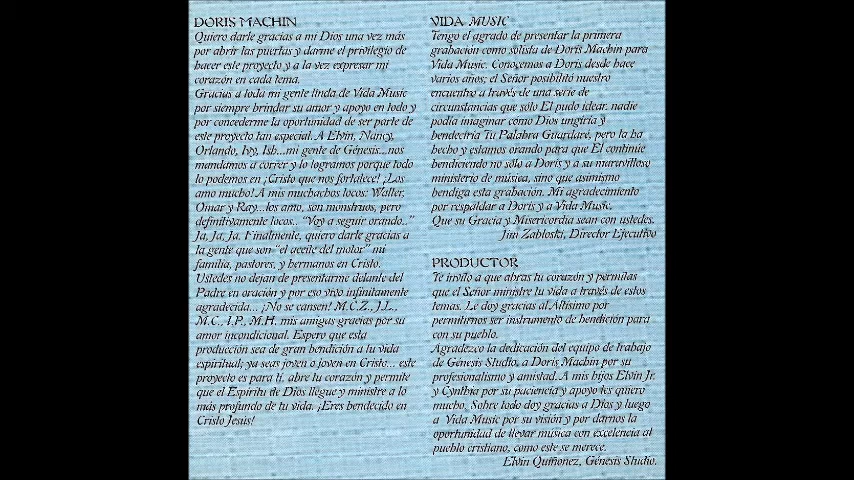 DORIS MACHIN
Quiero darle gracias a mi Dios una vez más
por abrir las puertas y darme el privilegio de
hacer este proyecto y a la vez expresar mi
corazón en cada tema.
Gracias a toda mi gente linda de Vida Music
por siempre brindar su amor y apoyo en todo y
por concederme la oportunidad de ser parte de
este proyecto tan especial. A Elvin, Nancy,
Orlando, Ivy, Ish...mi gente de Génesis...nos
mandamos a correr y lo logramos porque todo
lo podemos en ¡Cristo que nos fortalece! ¡Los
amo mucho! A mis muchachos locos: Walter,
Omar y Ray...los amo, son monstruos, pero
definitivamente locos.. "Voy a seguir orando.."
Ja, Ja, Ja. Finalmente, quiero darle gracias a
la gente que son "el aceite del motor" mi
familia, pastores, y hermanos en Cristo.
Ustedes no dejan de presentarme delante del
Padre en oración y por eso vivo infinitamente
agradecida... ¡No se cansen! M.C.Z., J.L.,
M.C., I.P., M.H. mis amigas gracias por su
amor incondicional. Espero que esta
producción sea de gran bendición a tu vida
espiritual; ya seas joven o joven en Cristo... este
proyecto es para ti, abre tu corazón y permite
que el Espíritu de Dios llegue y ministre a lo
más profundo de tu vida. ¡Eres bendecido en
Cristo Jesús!
VIDA MUSIC
Tengo el agrado de presentar la primera
grabación como solista de Doris Machin para
Vida Music. Conocemos a Doris desde hace
varios años; el Señor posibilitó nuestro
encuentro a través de una serie de
circunstancias que sólo El pudo idear. nadie
podía imaginar como Dios ungiría y
bendeciría Tu Palabra Guardaré, pero la ha
hecho y estamos orando para que El continúe
bendiciendo no sólo a Doris y a su maravilloso
ministerio de música, sino que asimismo
bendiga esta grabación. Mi agradecimiento
por respaldar a Doris y a Vida Music.
Que su Gracia y Misericordia sean con ustedes.
Jim Zabloski, Director Ejecutivo
PRODUCTOR
Te invito a que abras tu corazón y permitas
que el Señor ministre tu vida a través de estos
temas. Le doy gracias al Altísimo por
permitirnos ser instrumento de bendición para
con su pueblo.
Agradezco la dedicación del equipo de trabajo
de Génesis Studio, a Doris Machin por su
profesionalismo y amistad. A mis hijos Elvin Jr.
y Cynthia por su paciencia y apoyo les quiero
mucho. Sobre todo doy gracias a Dios y luego
a Vida Music por su visión y por darnos la
oportunidad de llevar música con excelencia al
pueblo cristiano, como este se merece.
Elvin Quiñonez, Génesis Studio.